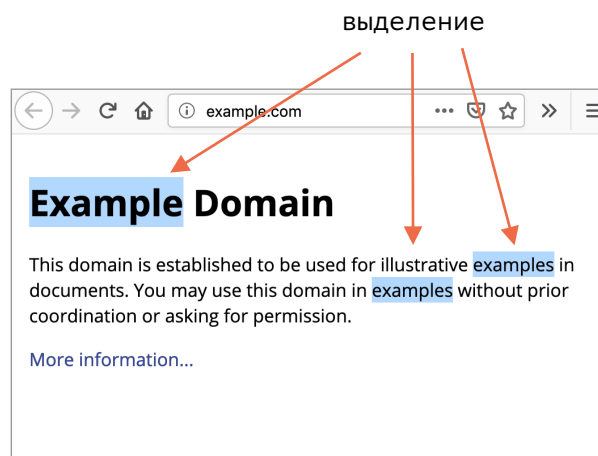 выделение
example.com
Example Domain
This domain is established to be used for illustrative examples in
documents. You may use this domain in examples without prior
coordination or asking for permission.
More information...